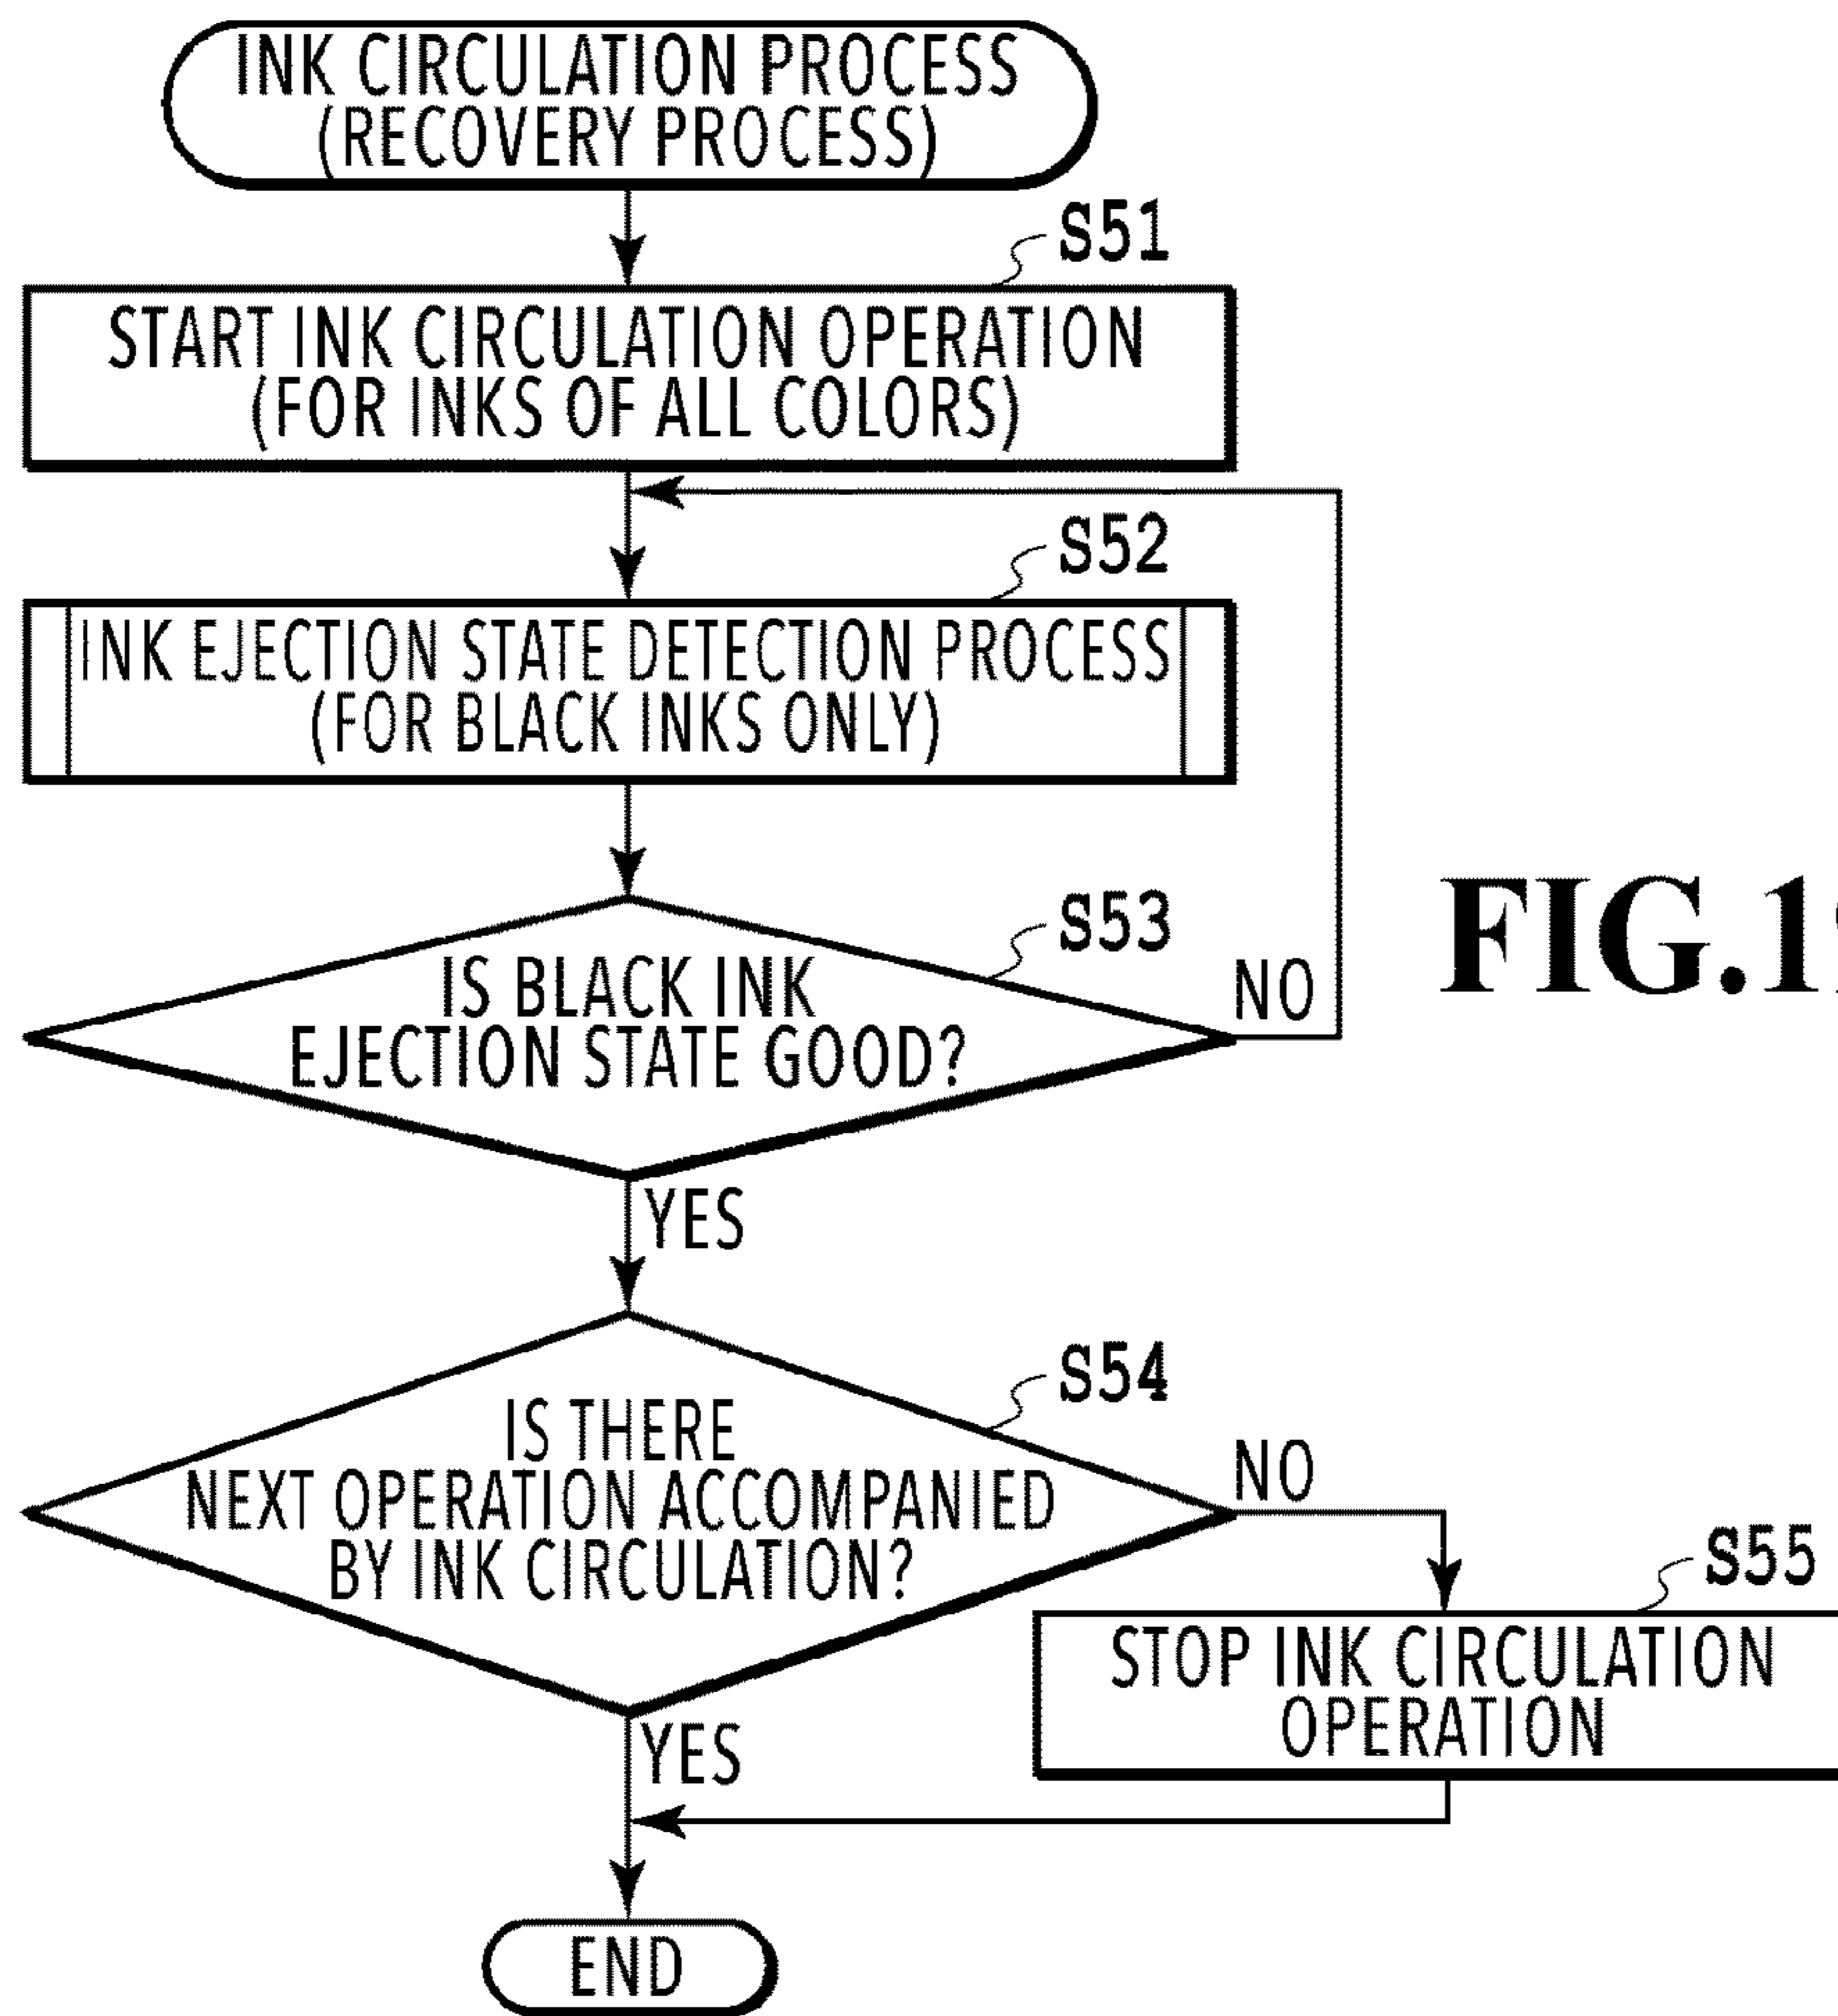 INK CIRCULATION PROCESS
(RECOVERY PROCESS)
S51
START INK CIRCULATION OPERATION
(FOR INKS OF ALL COLORS)
S52
INK EJECTION STATE DETECTION PROCESS
(FOR BLACK INKS ONLY)
S53
IS BLACK INK
EJECTION STATE GOOD?
NO
YES
S54
IS THERE
NEXT OPERATION ACCOMPANIED
BY INK CIRCULATION?
NO
YES
S55
STOP INK CIRCULATION
OPERATION
END